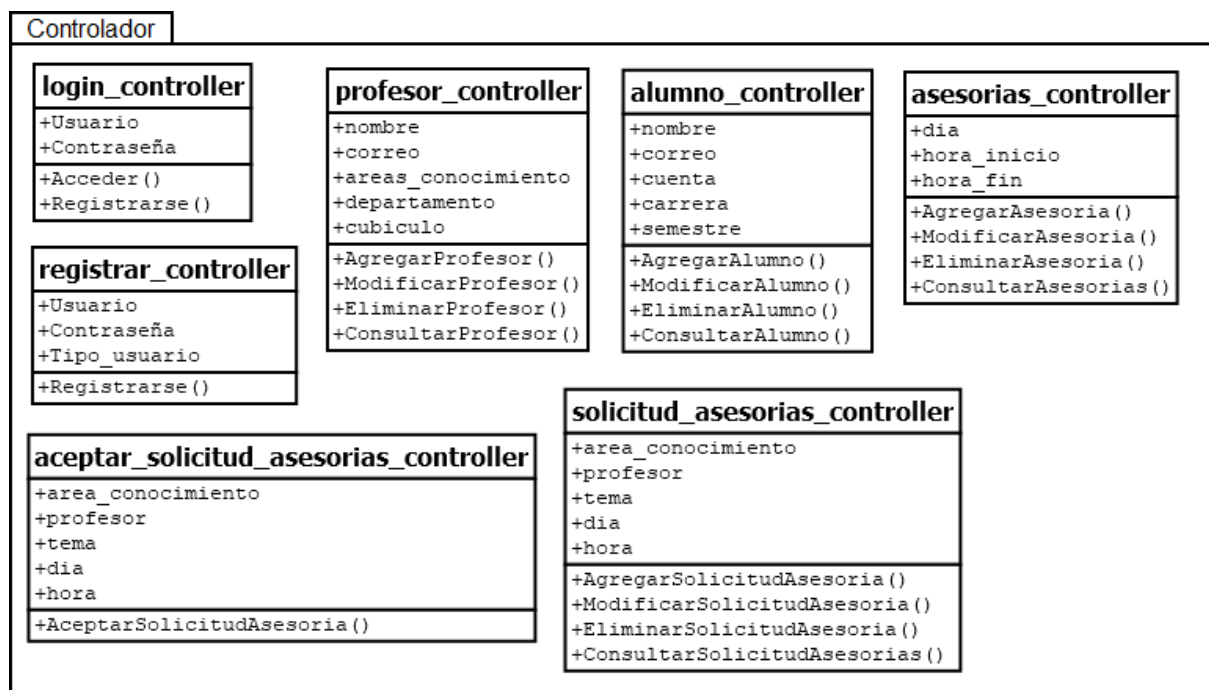 Controlador
login_controller
+Usuario
+Contraseña
+Acceder()
+Registrarse()
profesor_controller
+nombre
+correo
+areas_conocimiento
+departamento
+cubiculo
+AgregarProfesor()
+ModificarProfesor()
+EliminarProfesor()
+ConsultarProfesor()
alumno_controller
+nombre
+correo
+cuenta
+carrera
+semestre
+AgregarAlumno()
+ModificarAlumno()
+EliminarAlumno()
+ConsultarAlumno()
asesorias_controller
+dia
+hora_inicio
+hora_fin
+AgregarAsesoria()
+ModificarAsesoria()
+EliminarAsesoria()
+ConsultarAsesorias()
registrar_controller
+Usuario
+Contraseña
+Tipo_usuario
+Registrarse()
aceptar_solicitud_asesorias_controller
+area_conocimiento
+profesor
+tema
+dia
+hora
+AceptarSolicitudAsesoria()
solicitud_asesorias_controller
+area_conocimiento
+profesor
+tema
+dia
+hora
+AgregarSolicitudAsesoria()
+ModificarSolicitudAsesoria()
+EliminarSolicitudAsesoria()
+ConsultarSolicitudAsesorias()